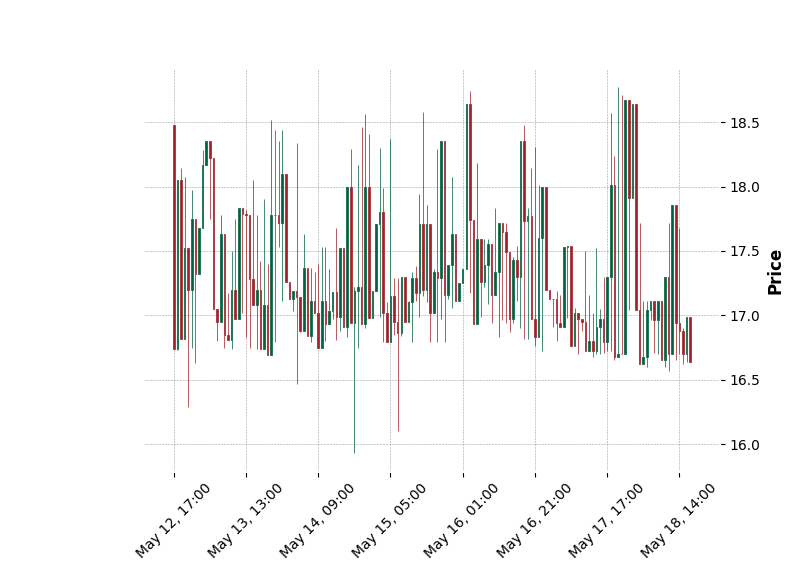 18.5
18.0
17.5
17.0
16.5
16.0
Price
May 12, 17:00
May 13, 13:00
May 14, 09:00
May 15, 05:00
May 16, 01:00
May 16, 21:00
May 17, 17:00
May 18, 14:00